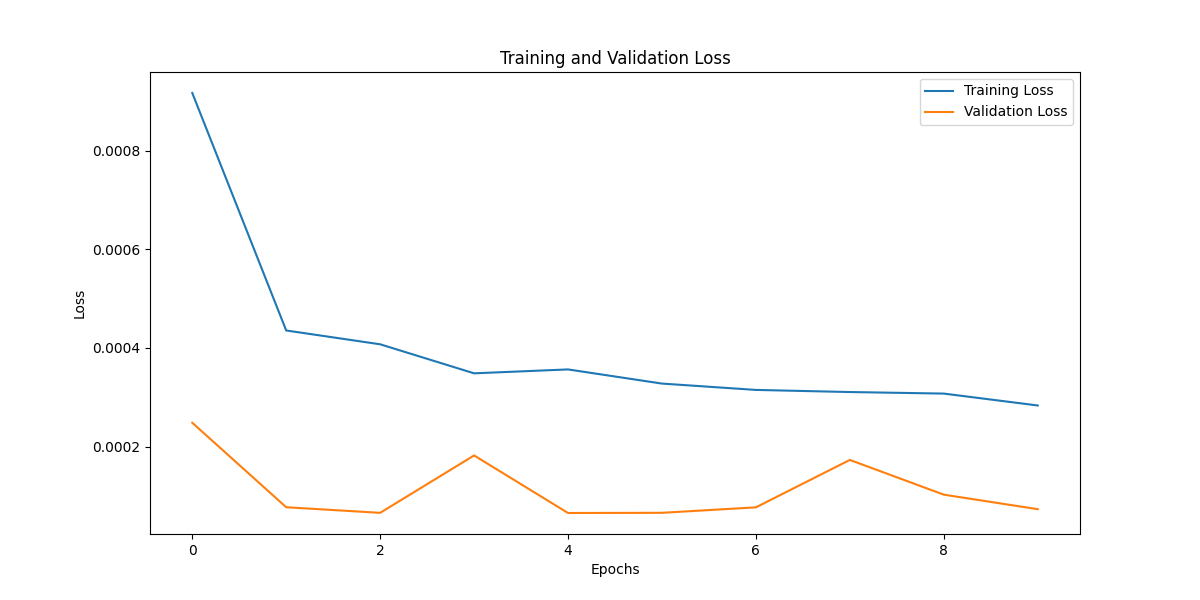 Training and Validation Loss
Training Loss
Validation Loss
0.0008
0.0006
0.0004
0.0002
Loss
0 2 4 6 8
Epochs